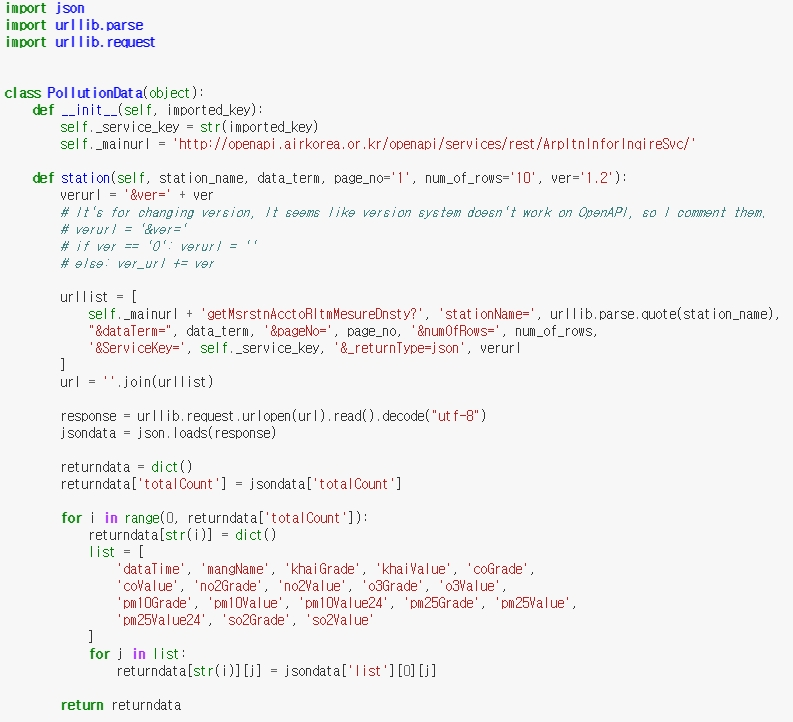 import json
import urllib.parse
import urllib.request
class PollutionData(object):
    def __init__(self, imported_key):
        self._service_key = str(imported_key)
        self._mainurl = 'http://openapi.airkorea.or.kr/openapi/services/rest/ArpltnInforInqireSvc/'
    def station(self, station_name, data_term, page_no='1', num_of_rows='10', ver='1.2'):
        verurl = '&ver=' + ver
        # It's for changing version, It seems like version system doesn't work on OpenAPI, so I comment them.
        # verurl = '&ver='
        # if ver == '0': verurl = ''
        # else: ver_url += ver
        urllist = [
            self._mainurl + 'getMsrstnAcctoRltmMesureDnsty?', 'stationName=', urllib.parse.quote(station_name),
            "&dataTerm=", data_term, '&pageNo=', page_no, '&numOfRows=', num_of_rows,
            '&ServiceKey=', self._service_key, '&_returnType=json', verurl
        ]
        url = ''.join(urllist)
        response = urllib.request.urlopen(url).read().decode("utf-8")
        jsondata = json.loads(response)
        returndata = dict()
        returndata['totalCount'] = jsondata['totalCount']
        for i in range(0, returndata['totalCount']):
            returndata[str(i)] = dict()
            list = [
                'dataTime', 'mangName', 'khaiGrade', 'khaiValue', 'coGrade',
                'coValue', 'no2Grade', 'no2Value', 'o3Grade', 'o3Value',
                'pm10Grade', 'pm10Value', 'pm10Value24', 'pm25Grade', 'pm25Value',
                'pm25Value24', 'so2Grade', 'so2Value'
            ]
            for j in list:
                returndata[str(i)][j] = jsondata['list'][0][j]
        return returndata